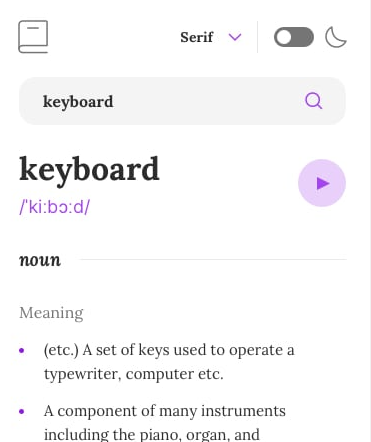 Serif
keyboard
keyboard
/ˈkiːbɔːd/
noun
Meaning
(etc.) A set of keys used to operate a
typewriter, computer etc.
A component of many instruments
including the piano, organ, and